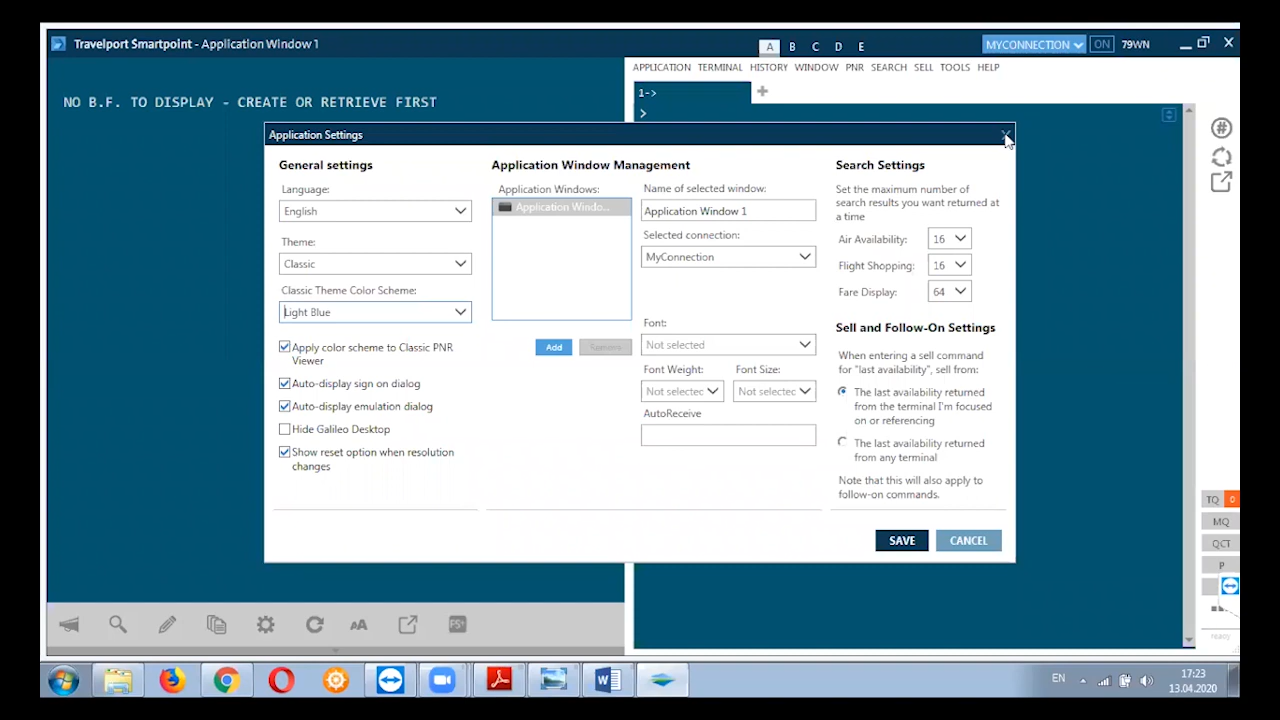 Travelport Smartpoint - Application Window 1
A B C D E
MYCONNECTION ON 79WN
APPLICATION TERMINAL HISTORY WINDOW PNR SEARCH SELL TOOLS HELP
1->
>
NO B.F. TO DISPLAY - CREATE OR RETRIEVE FIRST
Application Settings
General settings
Language:
English
Theme:
Classic
Classic Theme Color Scheme:
Light Blue
Apply color scheme to Classic PNR
Viewer
Auto-display sign on dialog
Auto-display emulation dialog
Hide Galileo Desktop
Show reset option when resolution
changes
Application Window Management
Application Windows:
Application Windo...
Add Remove
Name of selected window:
Application Window 1
Selected connection:
MyConnection
Font:
Not selected
Font Weight: Font Size:
Not selected Not selected
AutoReceive
Search Settings
Set the maximum number of
search results you want returned at
a time
Air Availability: 16
Flight Shopping: 16
Fare Display: 64
Sell and Follow-On Settings
When entering a sell command
for "last availability", sell from:
The last availability returned
from the terminal I'm focused
on or referencing
The last availability returned
from any terminal
Note that this will also apply to
follow-on commands.
SAVE CANCEL
TQ 0
MQ
QCT
P
ready
AA
EN
17:23
13.04.2020